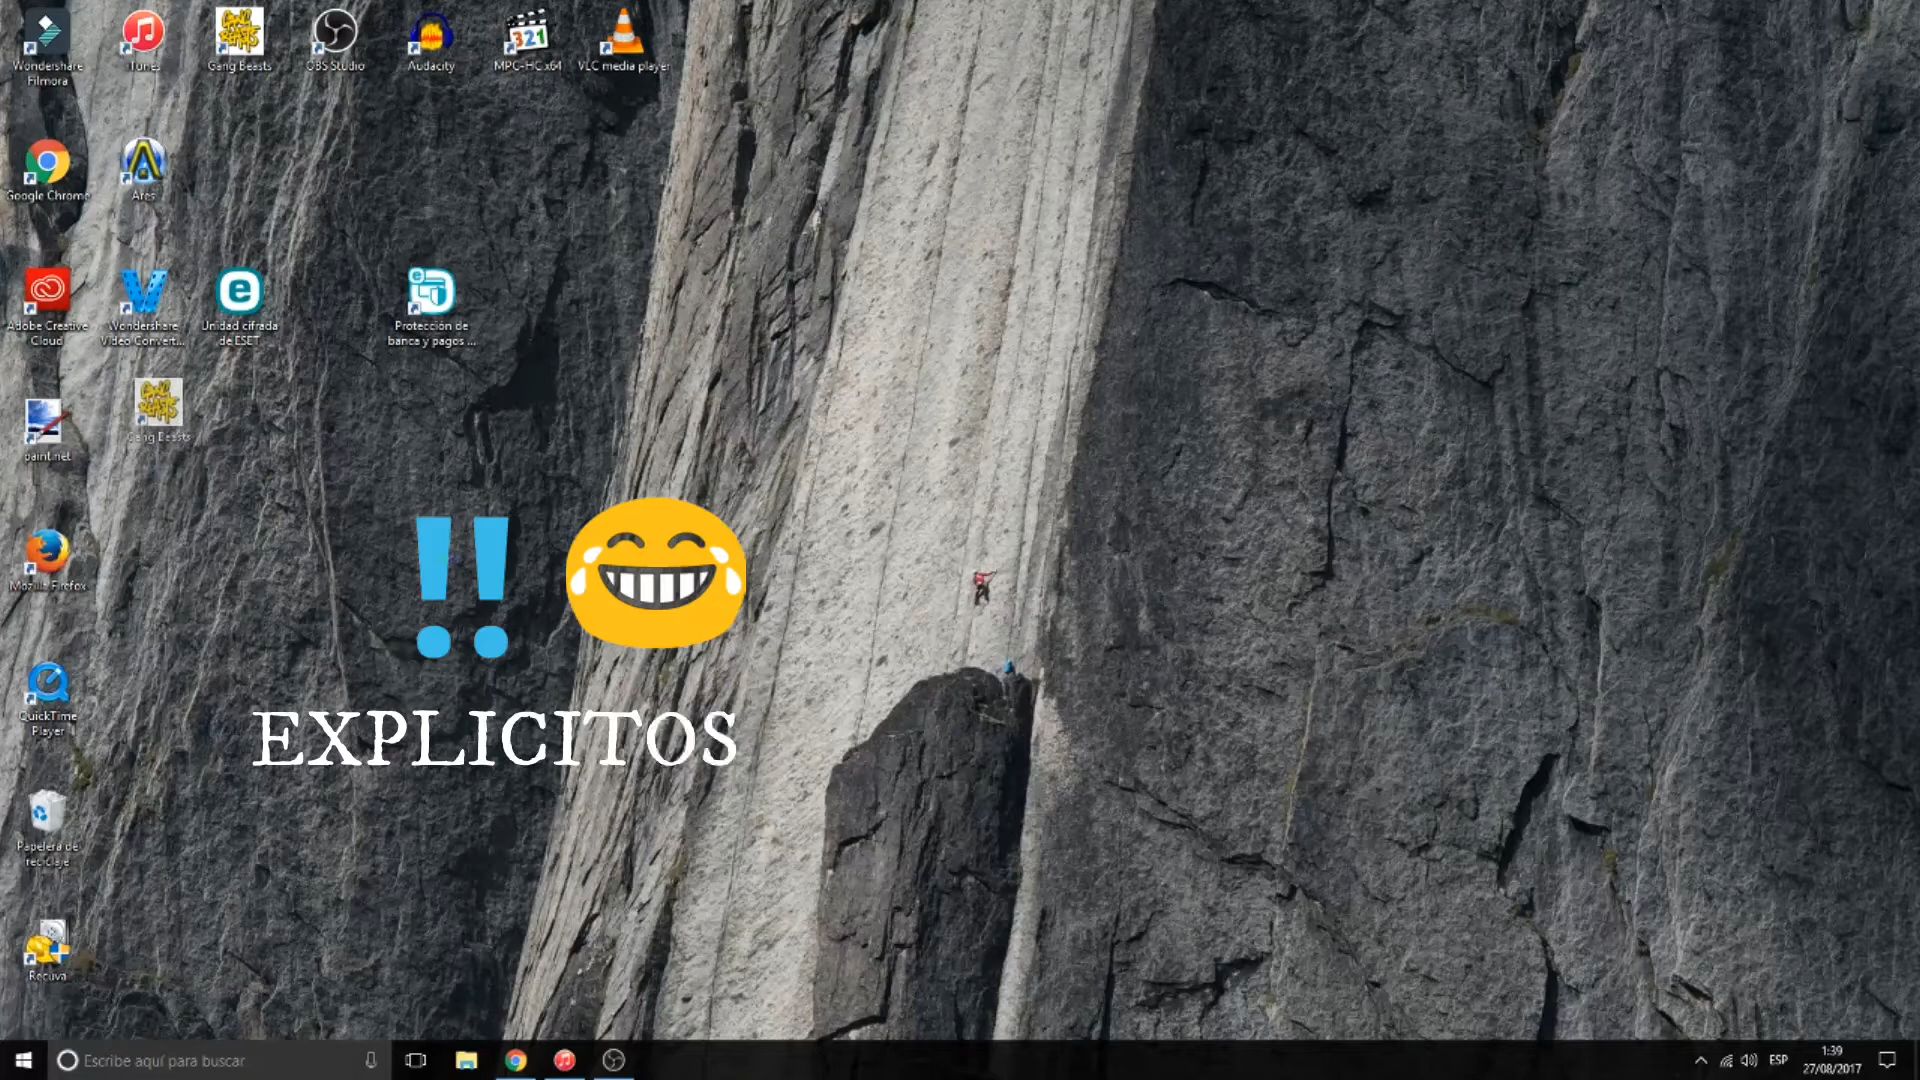 Wondershare
Filmora
iTunes
Gang Beasts
OBS Studio
Audacity
MPC-HC x64
VLC media player
321
Google Chrome
Ares
Adobe Creative
Cloud
Wondershare
Video Convert...
Unidad cifrada
de ESET
Protección de
banca y pagos ...
paint.net
Gang Beasts
Mozilla Firefox
QuickTime
Player
EXPLICITOS
Papelera de
reciclaje
Recuva
Escribe aquí para buscar
ESP
1:39
27/08/2017